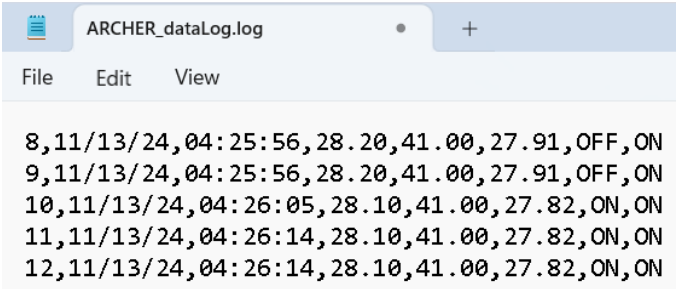 ARCHER_dataLog.log
File Edit View
8,11/13/24,04:25:56,28.20,41.00,27.91,OFF,ON
9,11/13/24,04:25:56,28.20,41.00,27.91,OFF,ON
10,11/13/24,04:26:05,28.10,41.00,27.82,ON,ON
11,11/13/24,04:26:14,28.10,41.00,27.82,ON,ON
12,11/13/24,04:26:14,28.10,41.00,27.82,ON,ON